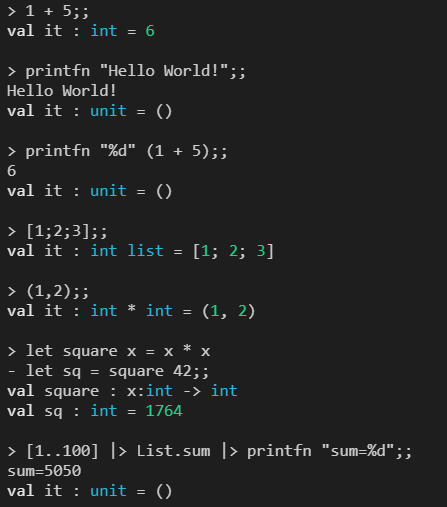 > 1 + 5;;
val it : int = 6
> printfn "Hello World!";;
Hello World!
val it : unit = ()
> printfn "%d" (1 + 5);;
6
val it : unit = ()
> [1;2;3];;
val it : int list = [1; 2; 3]
> (1,2);;
val it : int * int = (1, 2)
> let square x = x * x
- let sq = square 42;;
val square : x:int -> int
val sq : int = 1764
> [1..100] |> List.sum |> printfn "sum=%d";;
sum=5050
val it : unit = ()